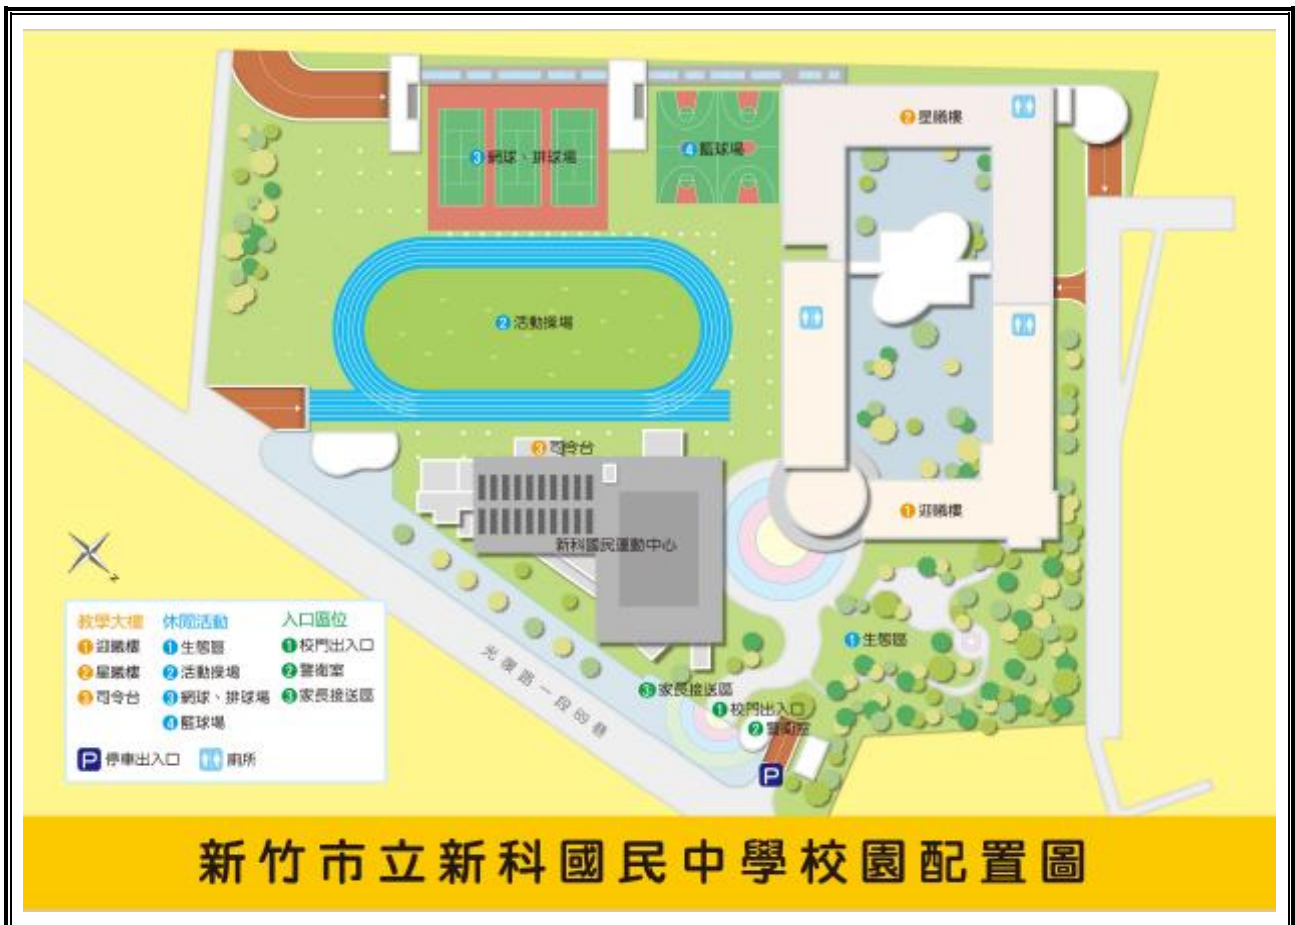 2 星曦樓
4 籃球場
3 網球、排球場
2 活動操場
3 司令台
1 迎曦樓
新科國民運動中心
1 生態區
3 家長接送區
1 校門出入口
2 警衛室
P
光復路一段89巷
教學大樓 休閒活動 入口區位
1 迎曦樓 1 生態區 1 校門出入口
2 星曦樓 2 活動操場 2 警衛室
3 司令台 3 網球、排球場 3 家長接送區
4 籃球場
P 停車出入口 廁所
新竹市立新科國民中學校園配置圖